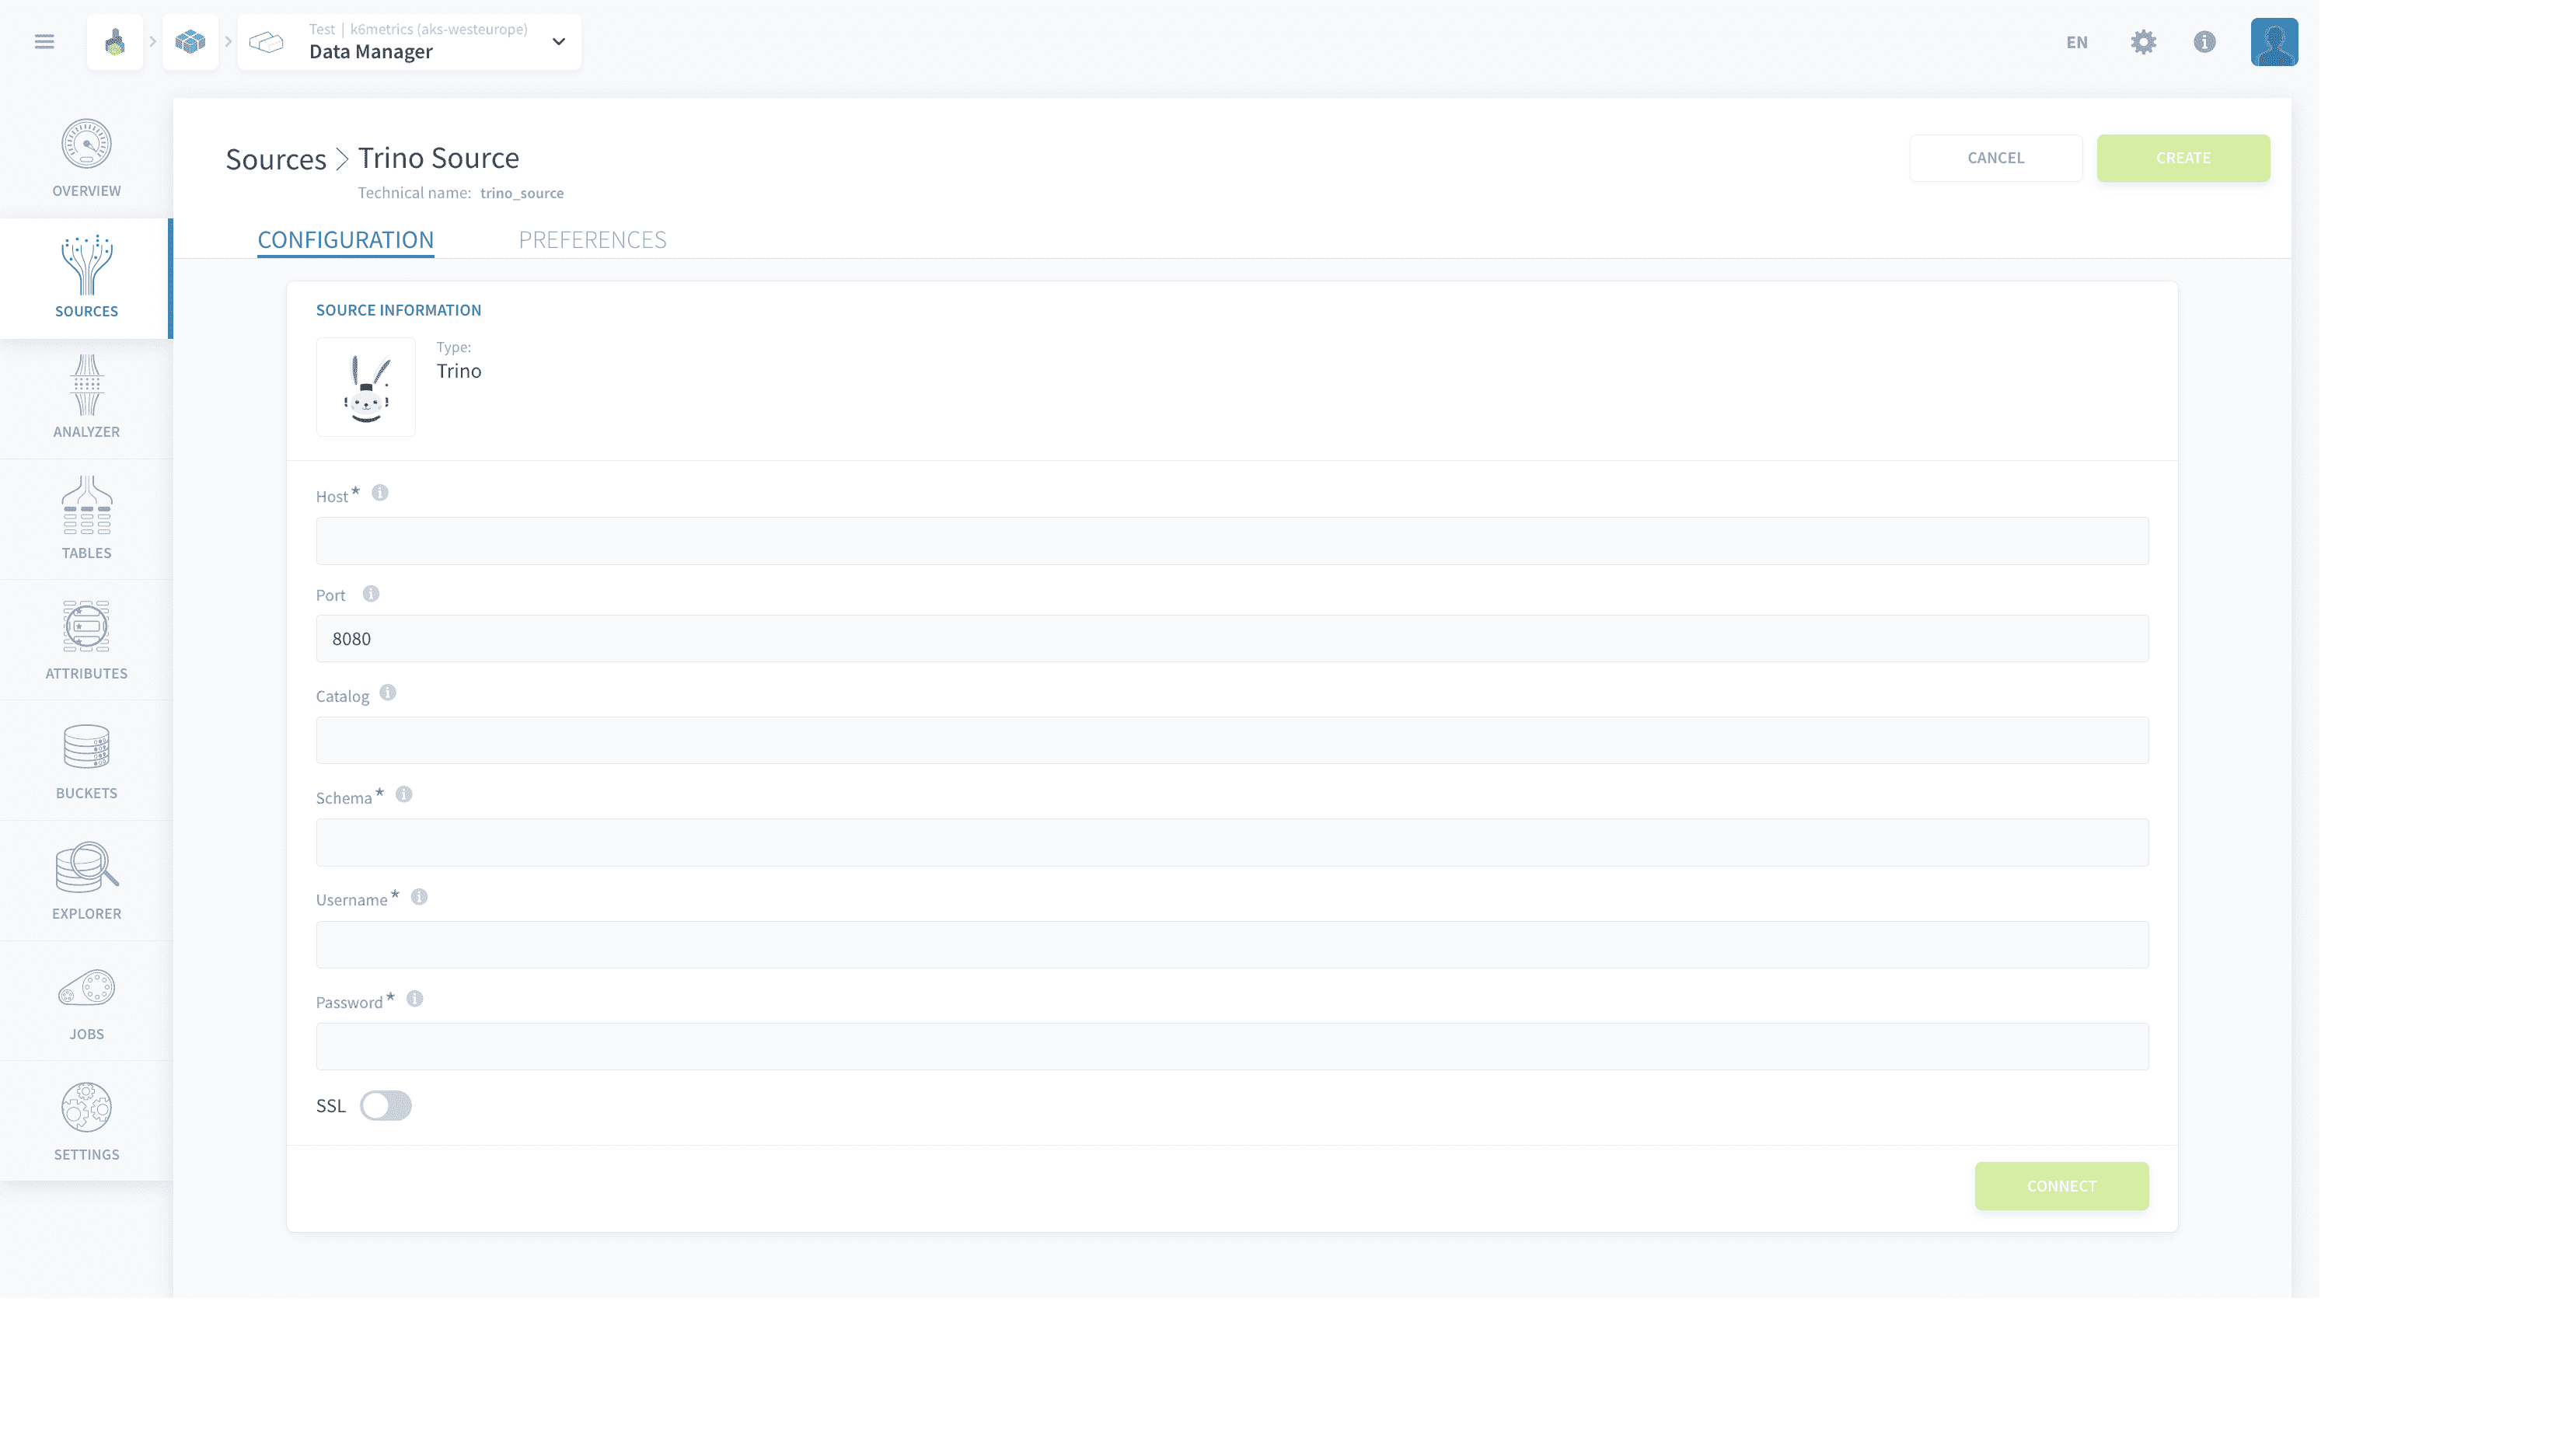 Test | k6metrics (aks-westeurope)
Data Manager
EN
OVERVIEW
SOURCES
ANALYZER
TABLES
ATTRIBUTES
BUCKETS
EXPLORER
JOBS
SETTINGS
Sources > Trino Source
Technical name: trino_source
CANCEL
CREATE
CONFIGURATION
PREFERENCES
SOURCE INFORMATION
Type:
Trino
Host*
Port
8080
Catalog
Schema*
Username*
Password*
SSL
CONNECT